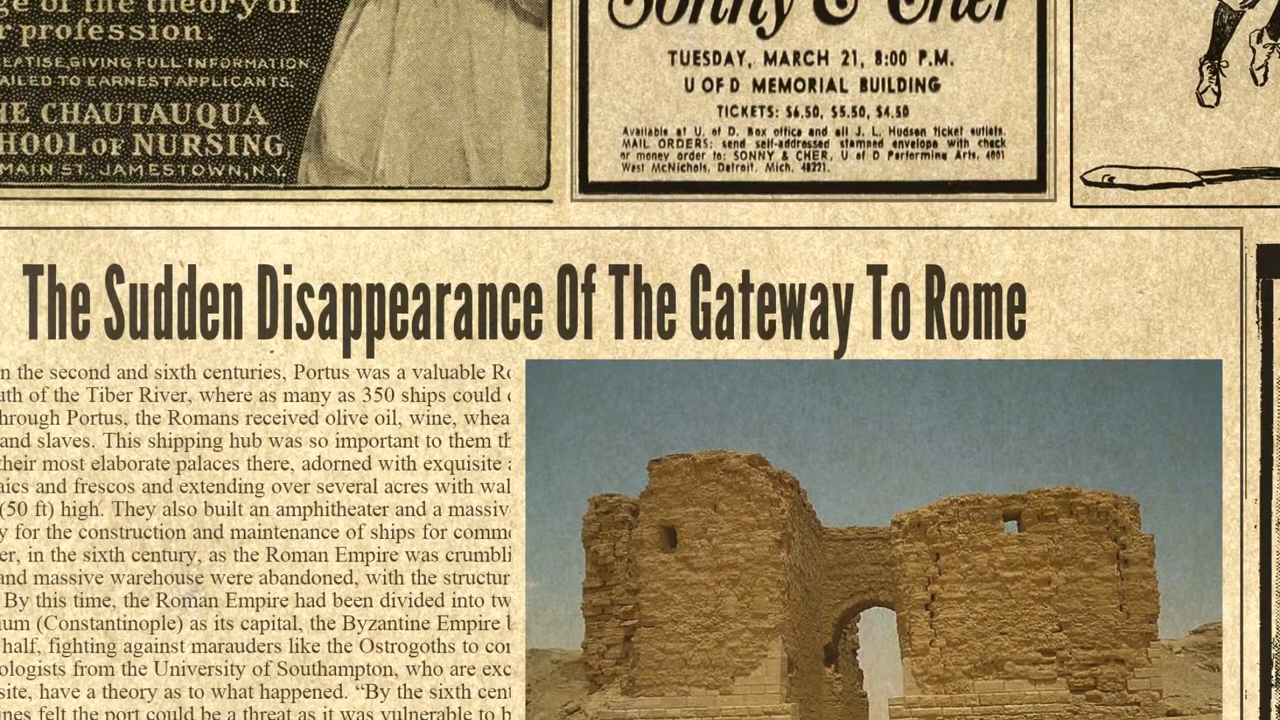 ge of the theory of
r profession.
GIVING FULL INFORMATION
AILED TO EARNEST APPLICANTS.
HE CHAUTAUQUA
HOOL OF NURSING
MAIN ST. JAMESTOWN, N.Y.
Sonny & Cher
TUESDAY, MARCH 21, 8:00 P.M.
U OF D MEMORIAL BUILDING
TICKETS: $6.50, $5.50, $4.50
Available at U. of D. Box office and all J. L. Hudson ticket outlets.
MAIL ORDERS: send self-addressed stamped envelope with check
or money order to: SONNY & CHER, U of D Performing Arts, 4001
West McNichols, Detroit, Mich. 48221.
The Sudden Disappearance Of The Gateway To Rome
n the second and sixth centuries, Portus was a valuable Ro
uth of the Tiber River, where as many as 350 ships could
hrough Portus, the Romans received olive oil, wine, whea
and slaves. This shipping hub was so important to them th
their most elaborate palaces there, adorned with exquisite
aics and frescos and extending over several acres with wal
(50 ft) high. They also built an amphitheater and a massiv
y for the construction and maintenance of ships for comm
er, in the sixth century, as the Roman Empire was crumbli
and massive warehouse were abandoned, with the structur
By this time, the Roman Empire had been divided into tw
ium (Constantinople) as its capital, the Byzantine Empire
half, fighting against marauders like the Ostrogoths to co
ologists from the University of Southampton, who are exc
site, have a theory as to what happened. “By the sixth cent
ines felt the port could be a threat as it was vulnerable to